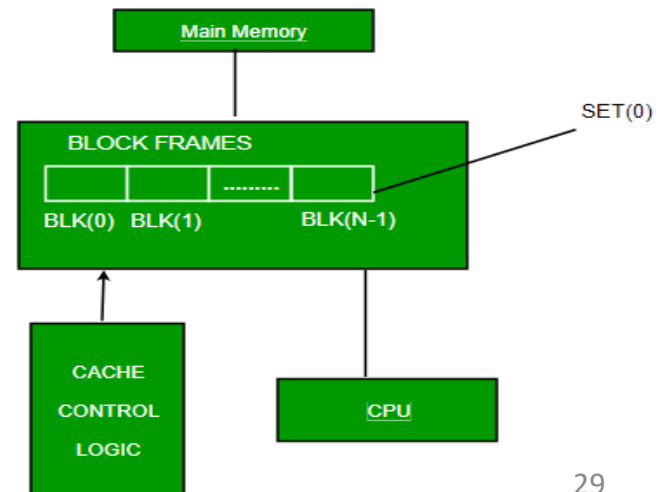 Main Memory
SET(0)
BLOCK FRAMES
.........
BLK(0) BLK(1) BLK(N-1)
CACHE
CONTROL
LOGIC
CPU
29